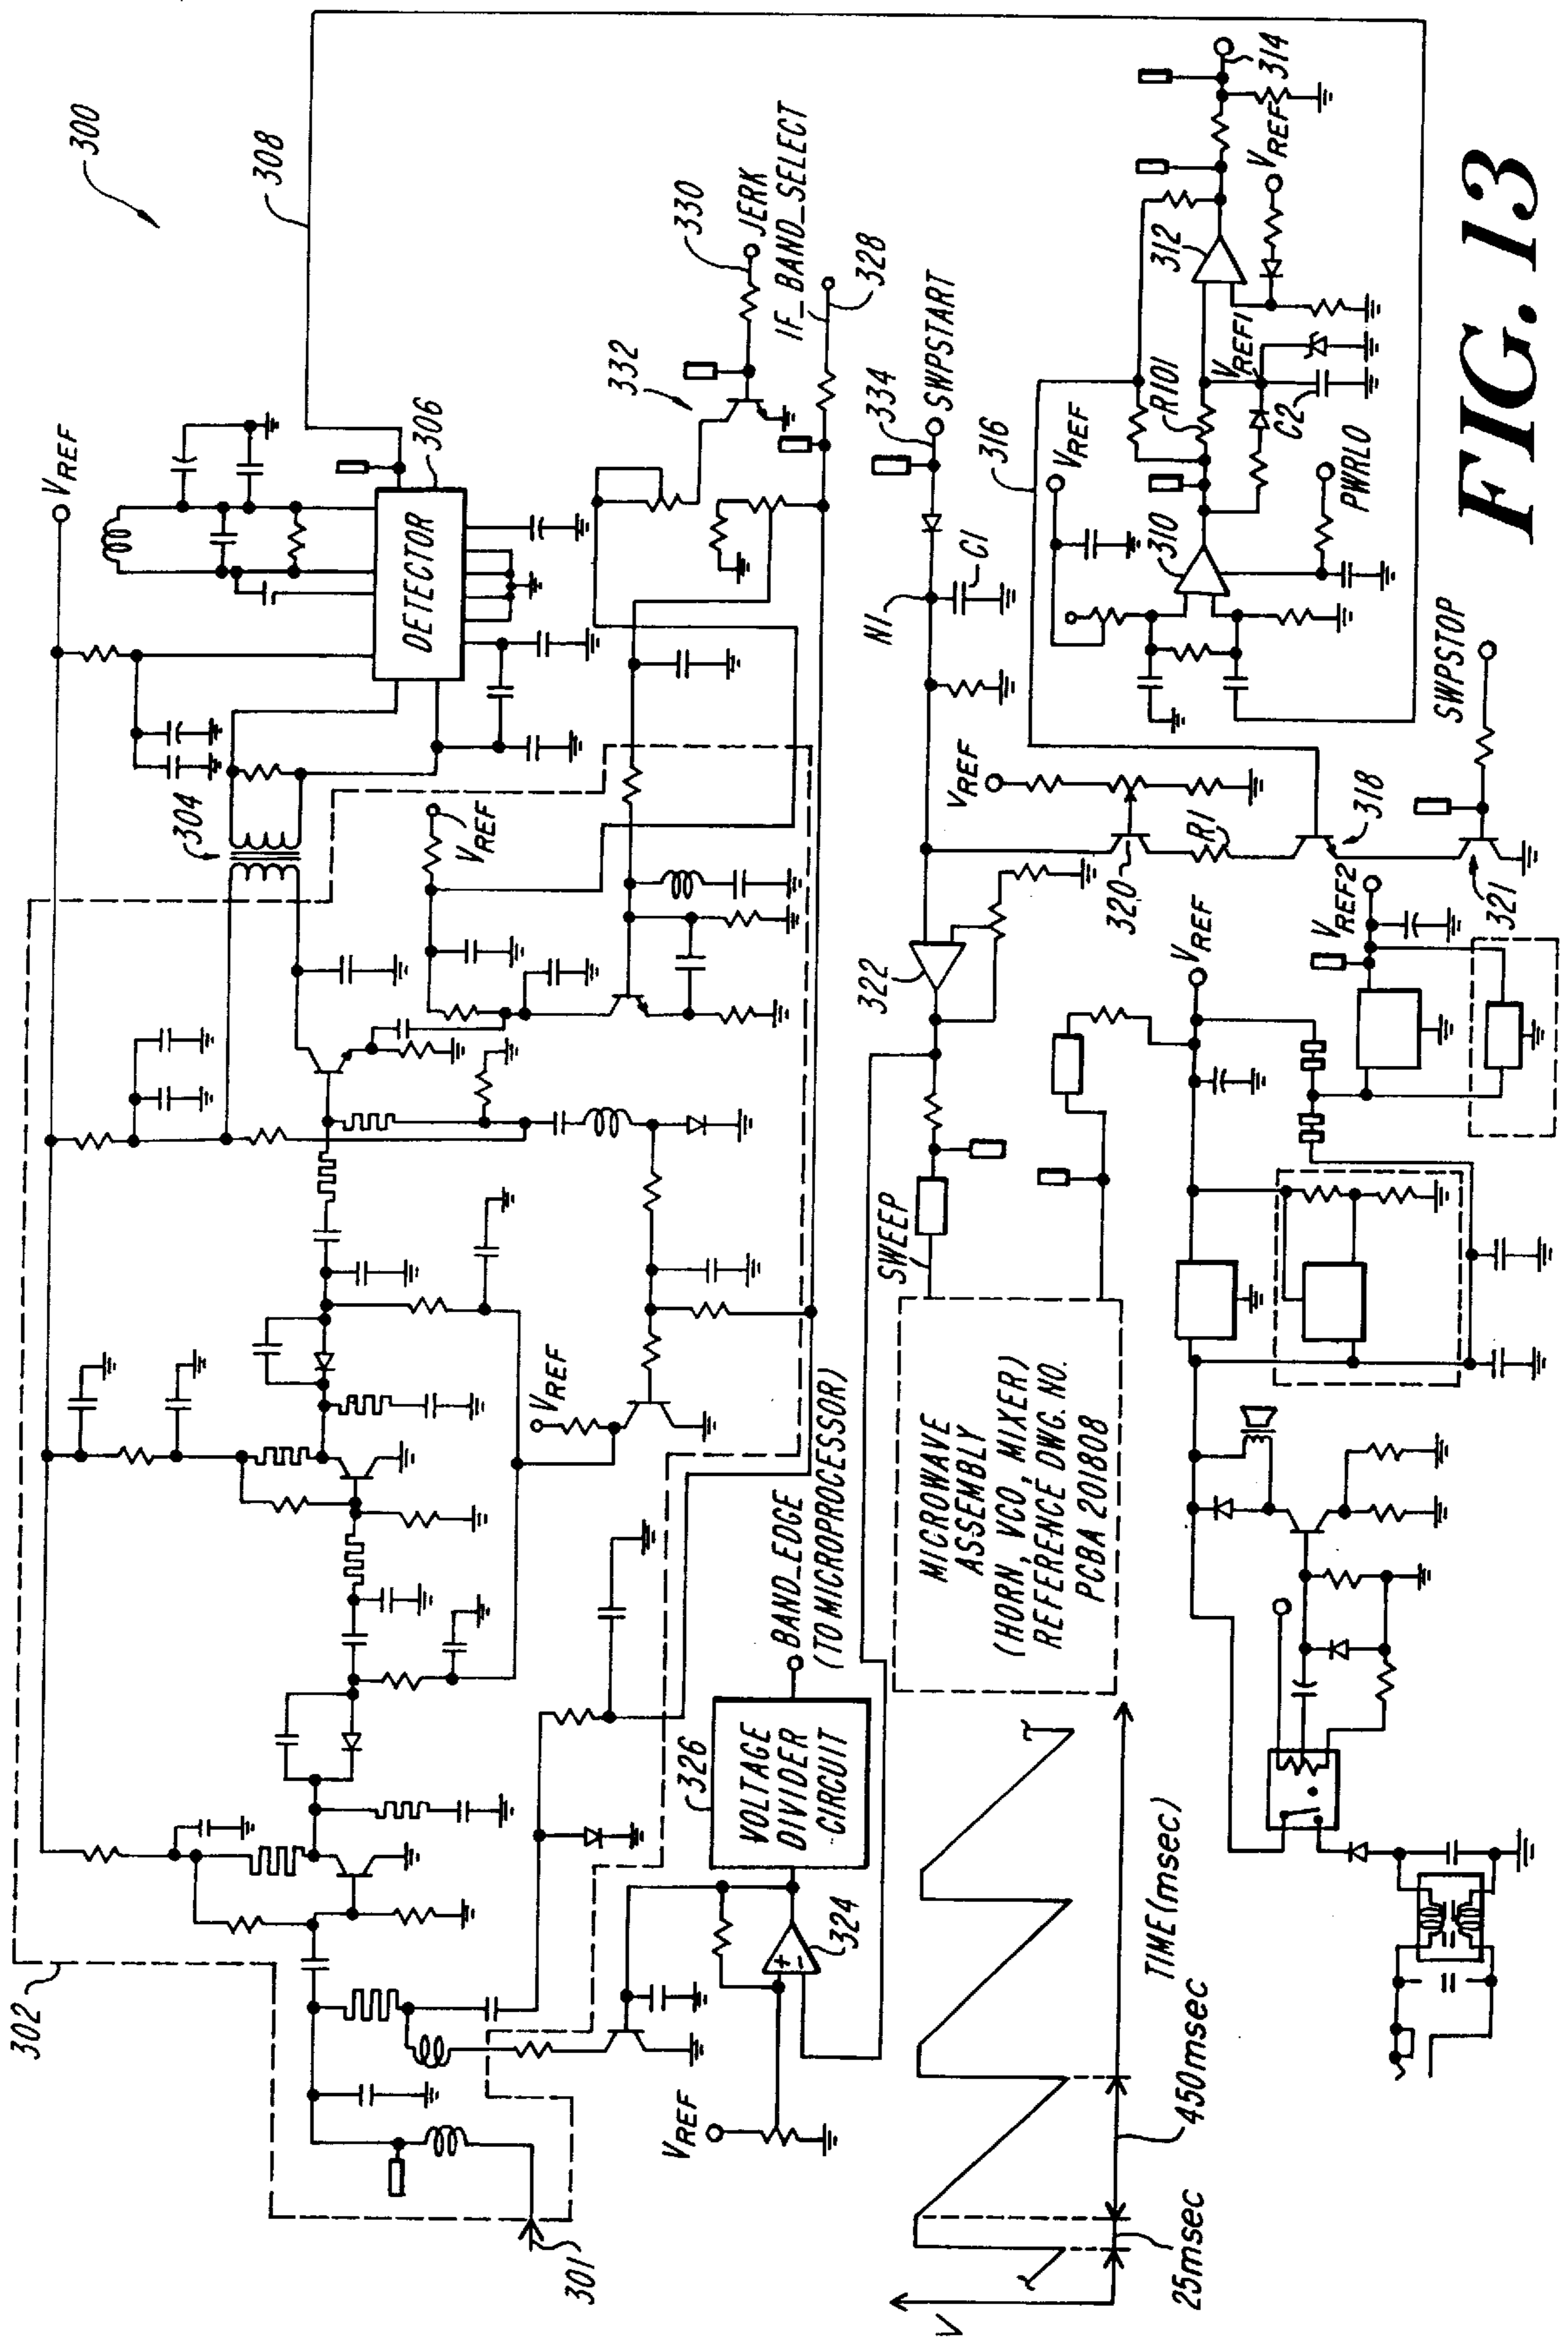 300
308
302
304
VREF
306
DETECTOR
330
JERK
IF_BAND_SELECT
328
332
VREF
VREF
301
VREF
324
326
VOLTAGE
DIVIDER
CIRCUIT
BAND_EDGE
(TO MICROPROCESSOR)
322
334
SWPSTART
N1
C1
316
VREF
310
R101
VREF1
C2
PWRLO
312
VREF
314
VREF
320
R1
318
321
SWPSTOP
SWEEP
MICROWAVE
ASSEMBLY
(HORN, VCO, MIXER)
REFERENCE DWG. NO.
PCBA 201808
VREF
VREF2
V
25msec
450msec
TIME (msec)
FIG. 13